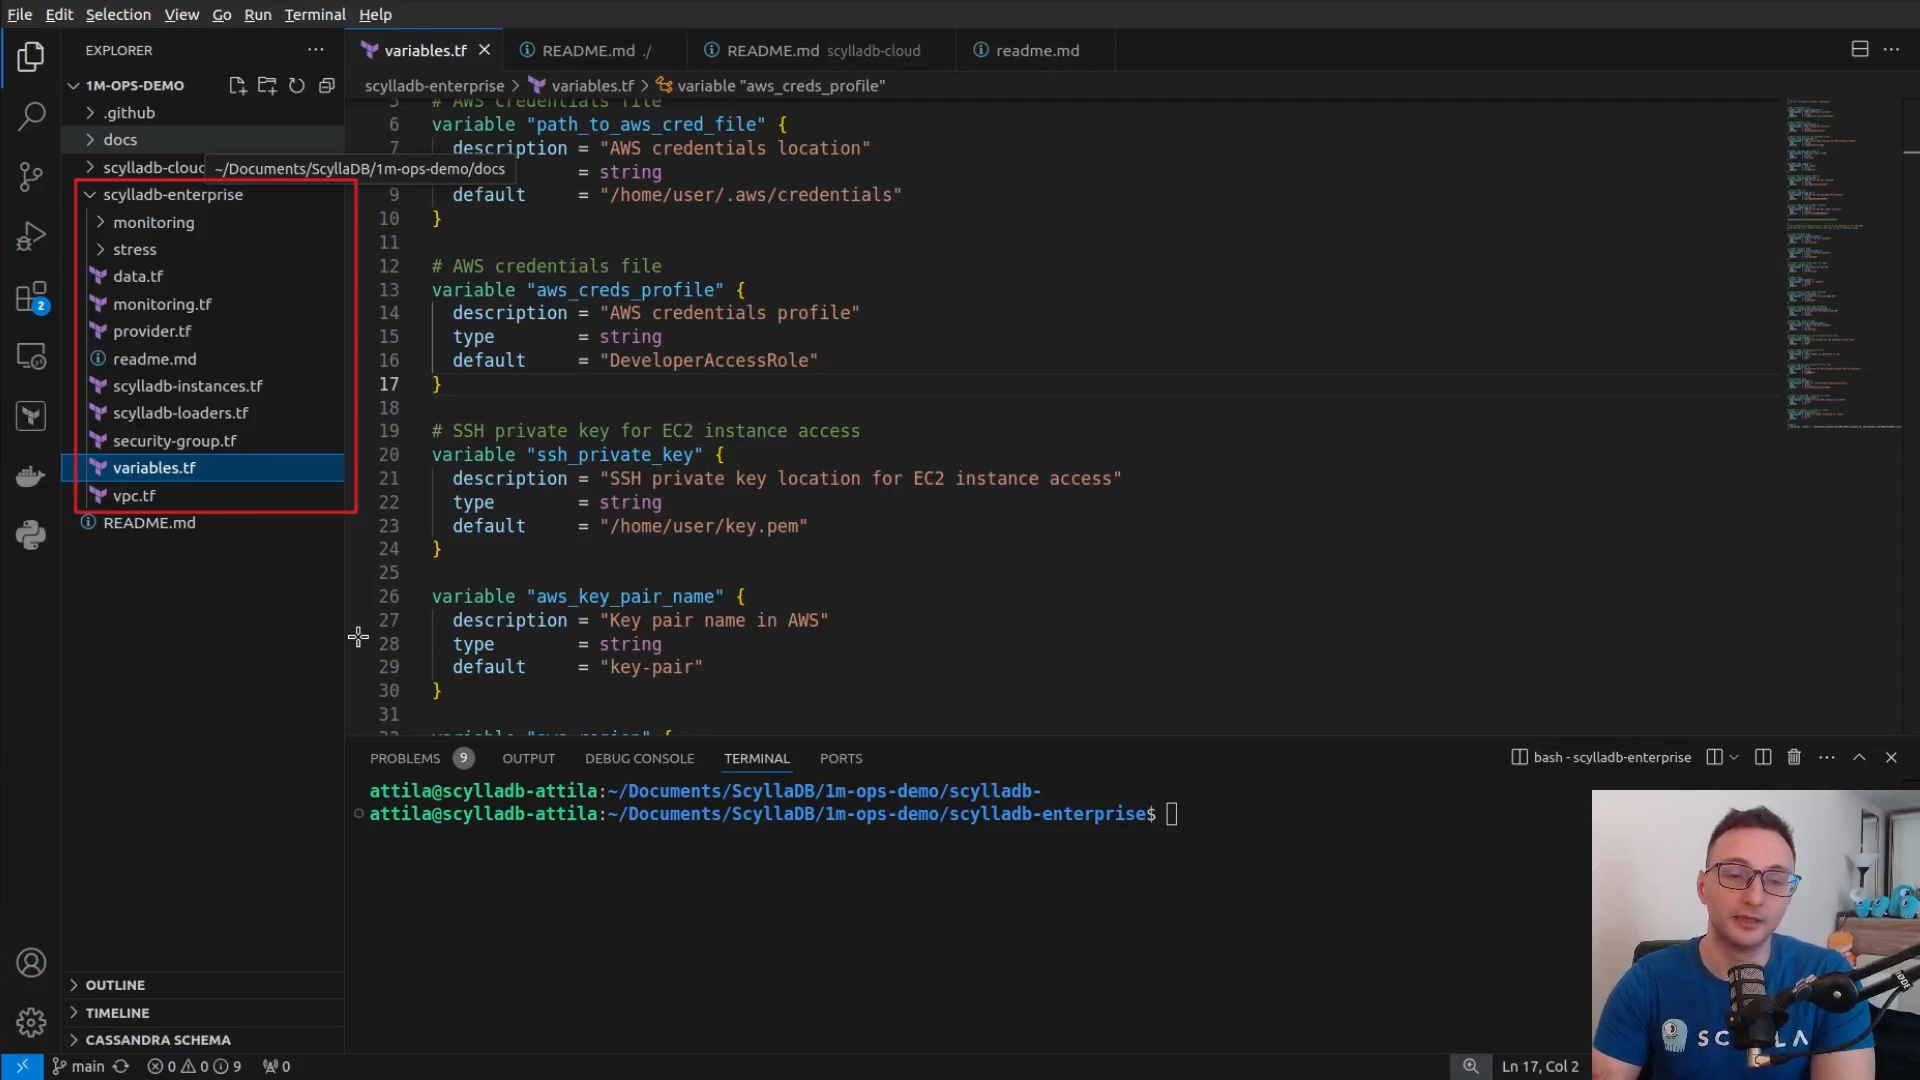 File Edit Selection View Go Run Terminal Help
EXPLORER
variables.tf
README.md ./
README.md scylladb-cloud
readme.md
1M-OPS-DEMO
scylladb-enterprise > variables.tf > variable "aws_creds_profile"
.github
docs
scylladb-cloud
~/Documents/ScyllaDB/1m-ops-demo/docs
scylladb-enterprise
monitoring
stress
data.tf
monitoring.tf
provider.tf
readme.md
scylladb-instances.tf
scylladb-loaders.tf
security-group.tf
variables.tf
vpc.tf
README.md
OUTLINE
TIMELINE
CASSANDRA SCHEMA
5 # AWS credentials file
6 variable "path_to_aws_cred_file" {
7 description = "AWS credentials location"
= string
9 default = "/home/user/.aws/credentials"
10 }
11
12 # AWS credentials file
13 variable "aws_creds_profile" {
14 description = "AWS credentials profile"
15 type = string
16 default = "DeveloperAccessRole"
17 }
18
19 # SSH private key for EC2 instance access
20 variable "ssh_private_key" {
21 description = "SSH private key location for EC2 instance access"
22 type = string
23 default = "/home/user/key.pem"
24 }
25
26 variable "aws_key_pair_name" {
27 description = "Key pair name in AWS"
28 type = string
29 default = "key-pair"
30 }
31
variable "aws_region" {
PROBLEMS 9 OUTPUT DEBUG CONSOLE TERMINAL PORTS
bash - scylladb-enterprise
attila@scylladb-attila:~/Documents/ScyllaDB/1m-ops-demo/scylladb-
attila@scylladb-attila:~/Documents/ScyllaDB/1m-ops-demo/scylladb-enterprise$
2
main 0 0 9 0
Ln 17, Col 2